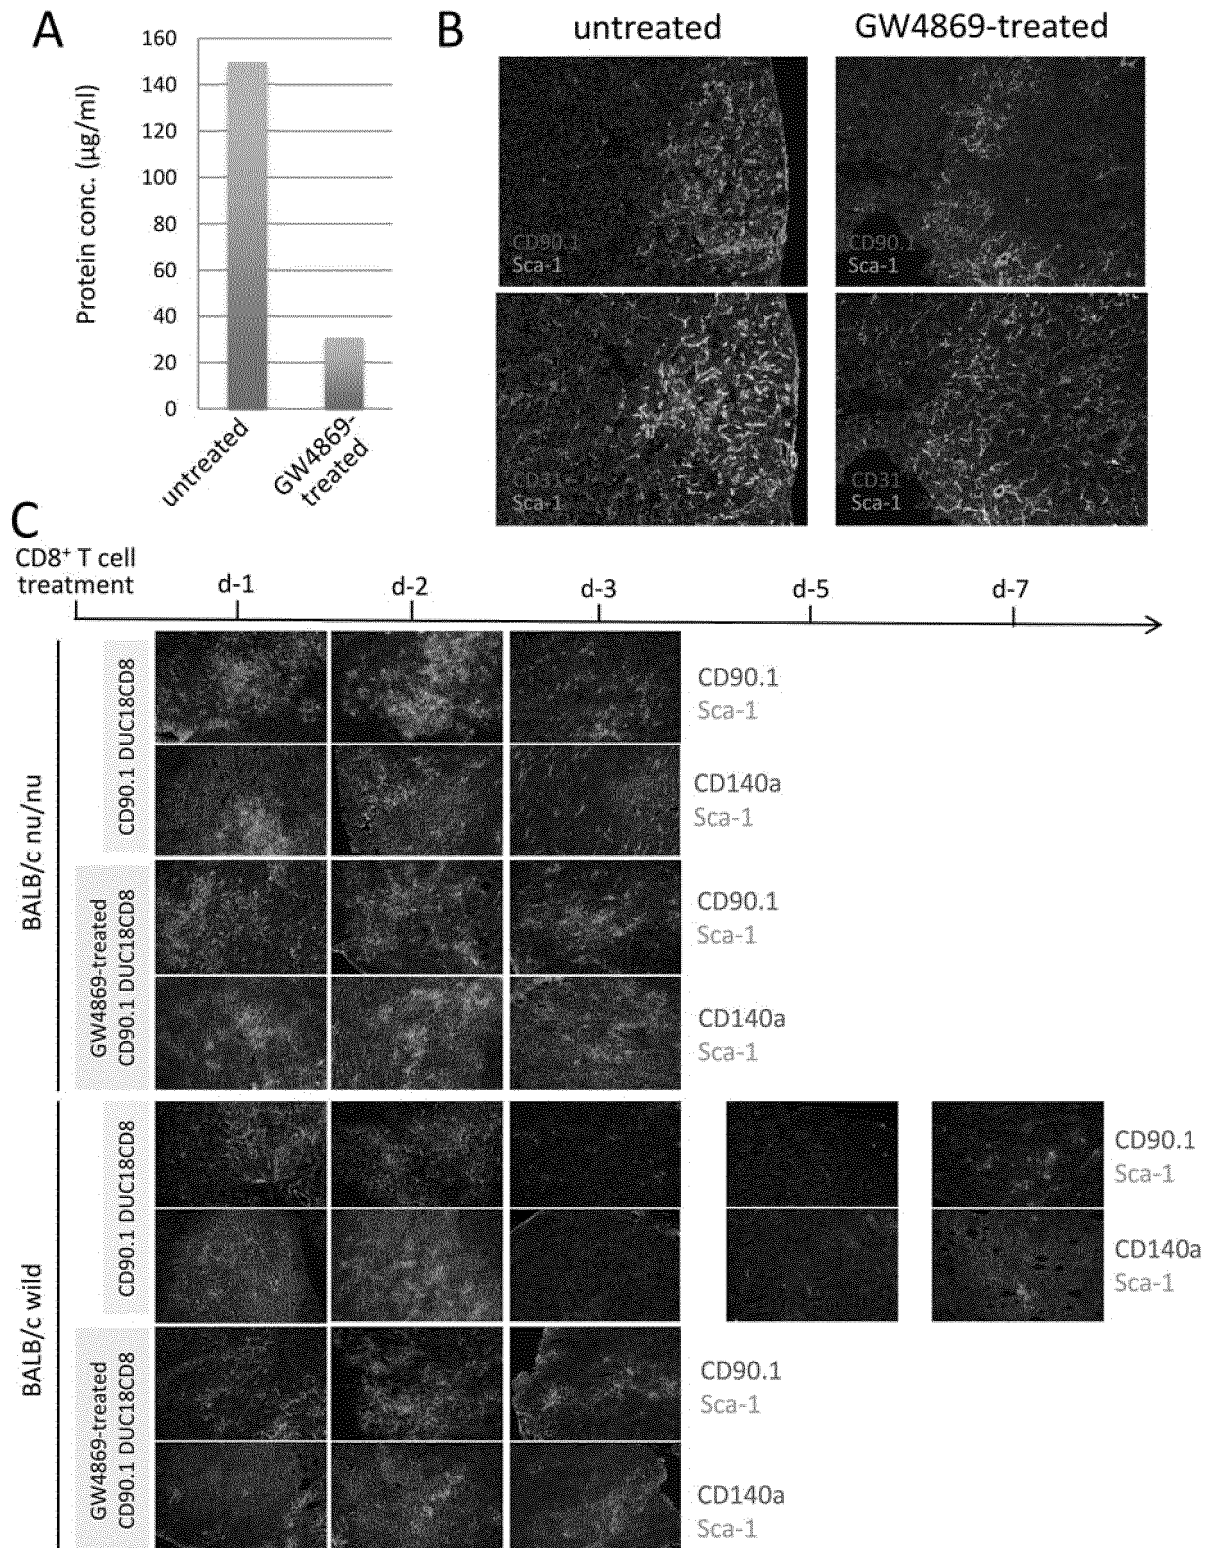 A
160
140
120
100
80
60
40
20
0
Protein conc. (µg/ml)
untreated
GW4869-
treated
B
untreated
GW4869-treated
CD90.1
Sca-1
CD90.1
Sca-1
CD31
Sca-1
CD31
Sca-1
C
CD8⁺ T cell
treatment
d-1
d-2
d-3
d-5
d-7
BALB/c nu/nu
CD90.1 DUC18CD8
CD90.1
Sca-1
CD140a
Sca-1
GW4869-treated
CD90.1 DUC18CD8
CD90.1
Sca-1
CD140a
Sca-1
BALB/c wild
CD90.1 DUC18CD8
CD90.1
Sca-1
CD140a
Sca-1
GW4869-treated
CD90.1 DUC18CD8
CD90.1
Sca-1
CD140a
Sca-1